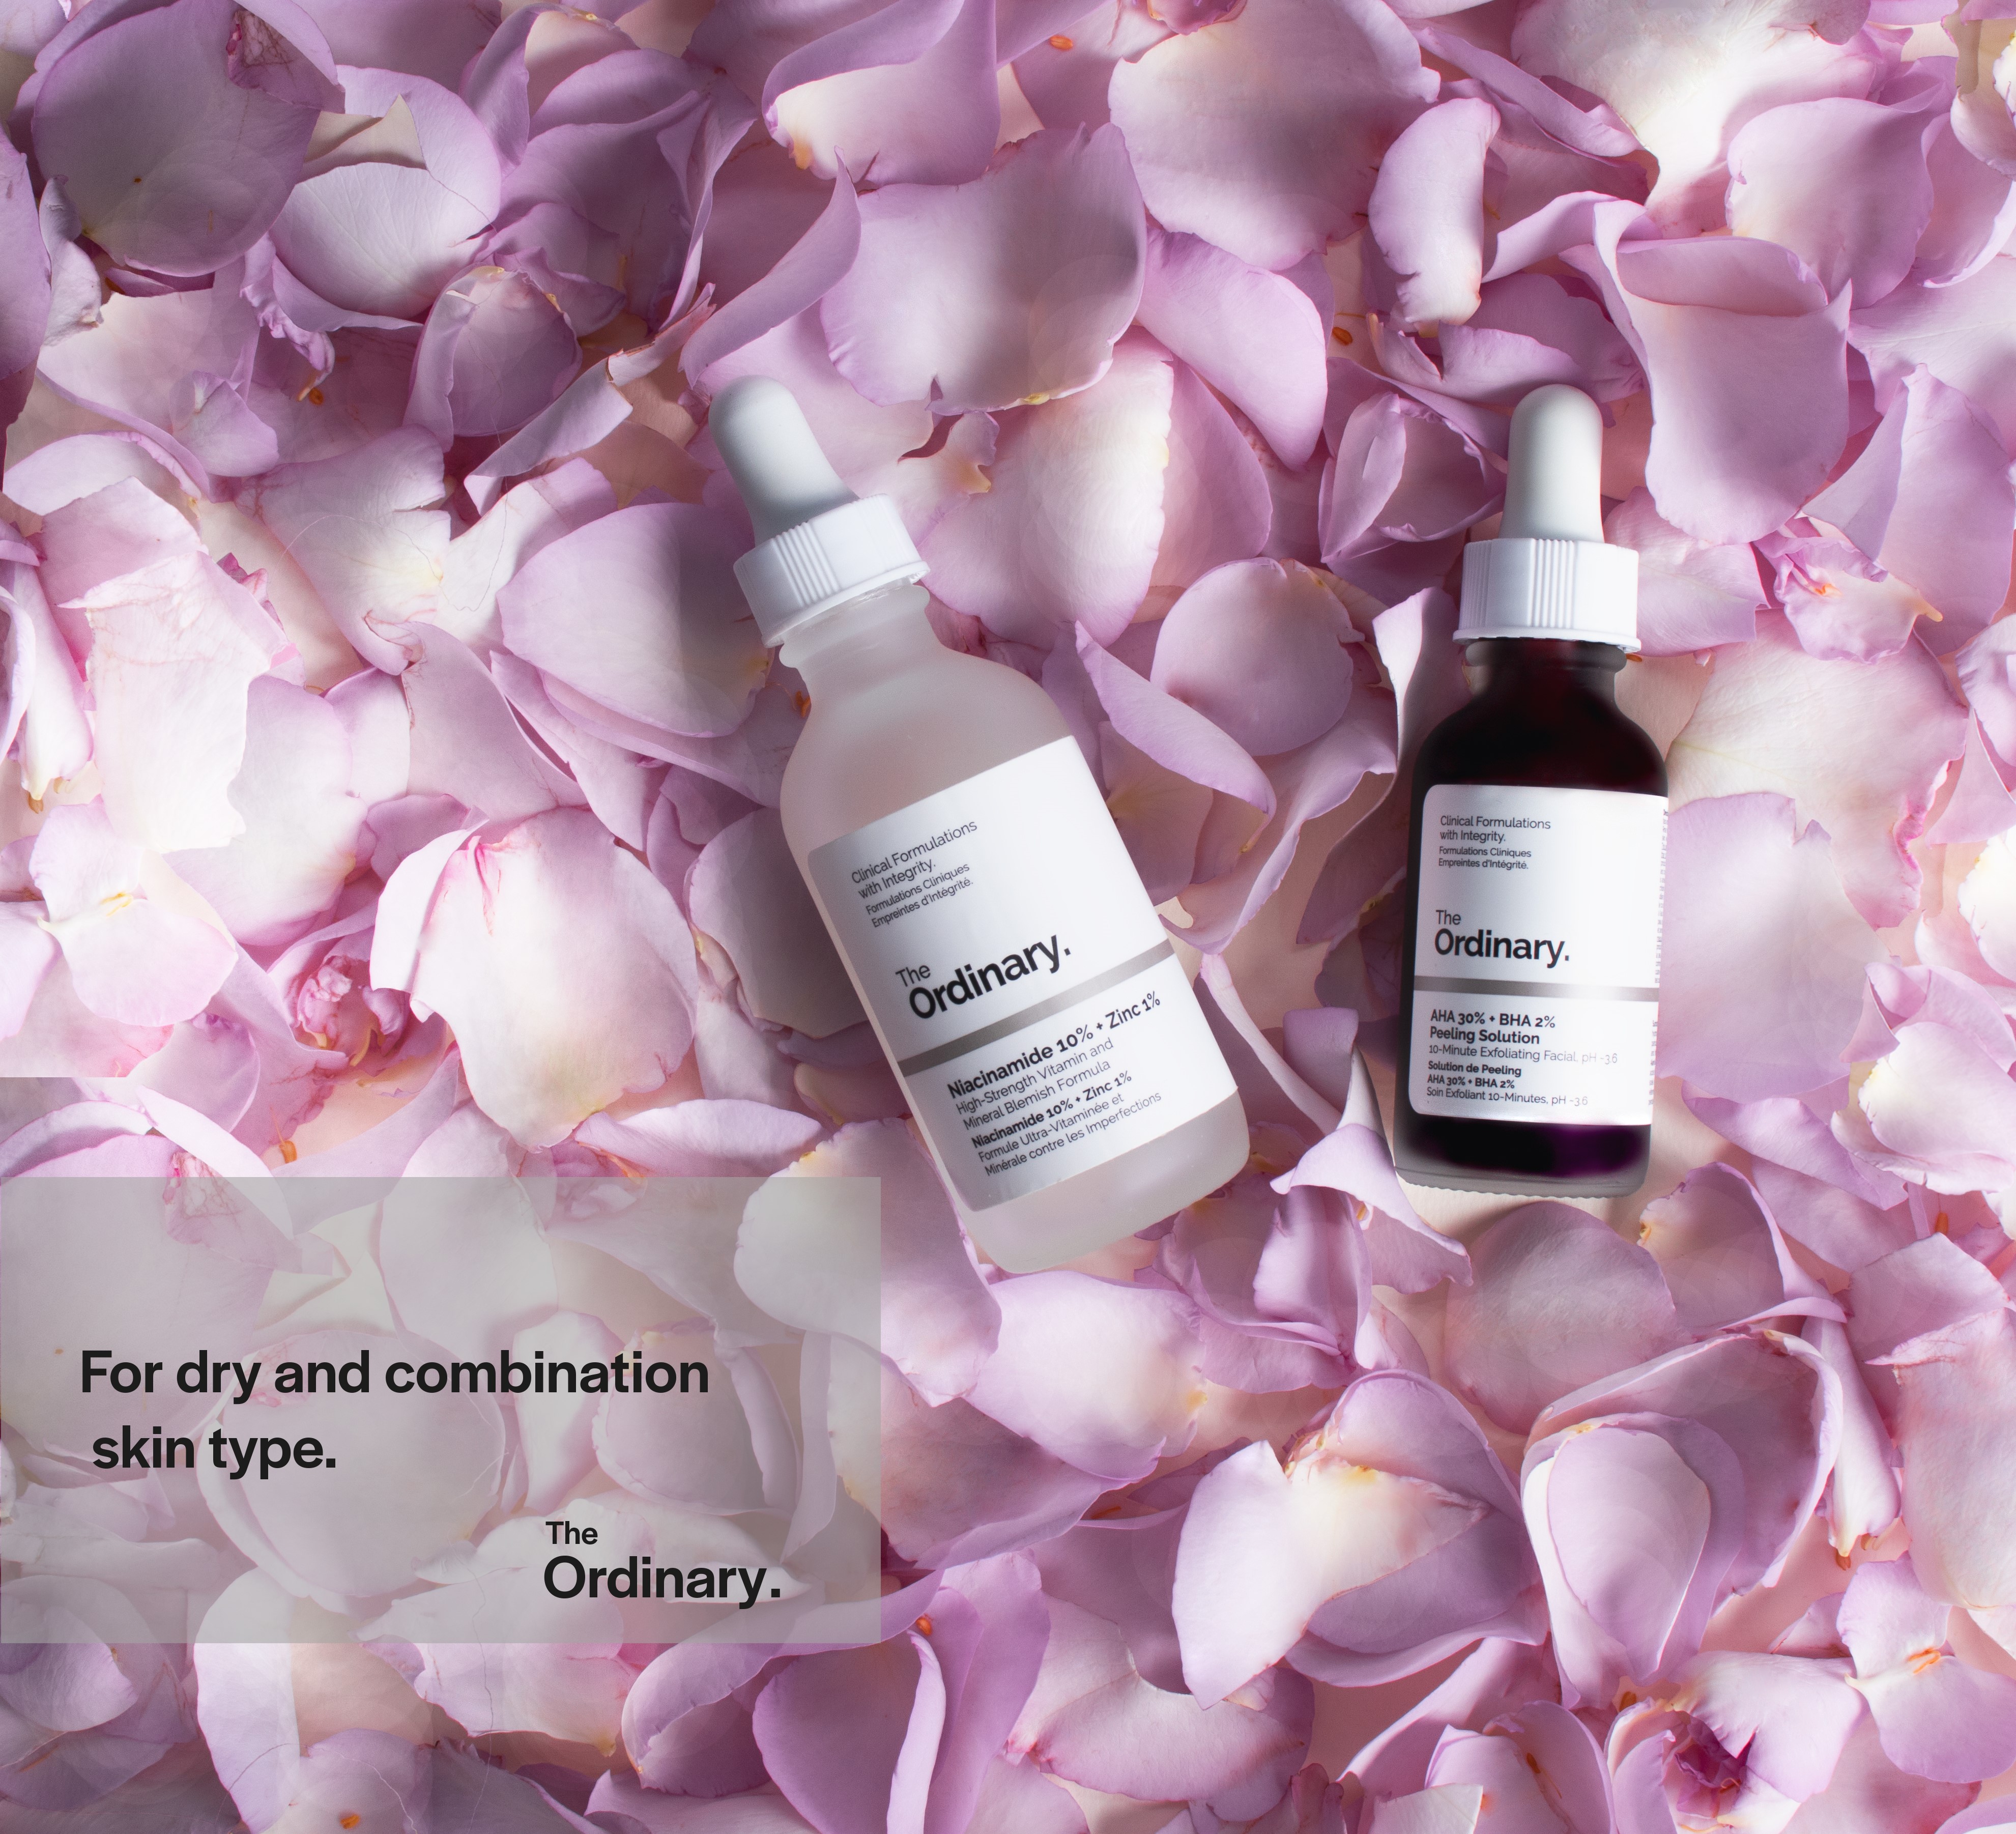 Clinical Formulations
with Integrity.
Formulations Cliniques
Empreintes d'Intégrité.
The
Ordinary.
Niacinamide 10% + Zinc 1%
High-Strength Vitamin and
Mineral Blemish Formula
Niacinamide 10% + Zinc 1%
Formule Ultra-Vitaminée et
Minérale contre les Imperfections
Clinical Formulations
with Integrity.
Formulations Cliniques
Empreintes d'Intégrité.
The
Ordinary.
AHA 30% + BHA 2%
Peeling Solution
10-Minute Exfoliating Facial, pH ~3.6
Solution de Peeling
AHA 30% + BHA 2%
Soin Exfoliant 10-Minutes, pH ~3.6
For dry and combination
skin type.
The
Ordinary.